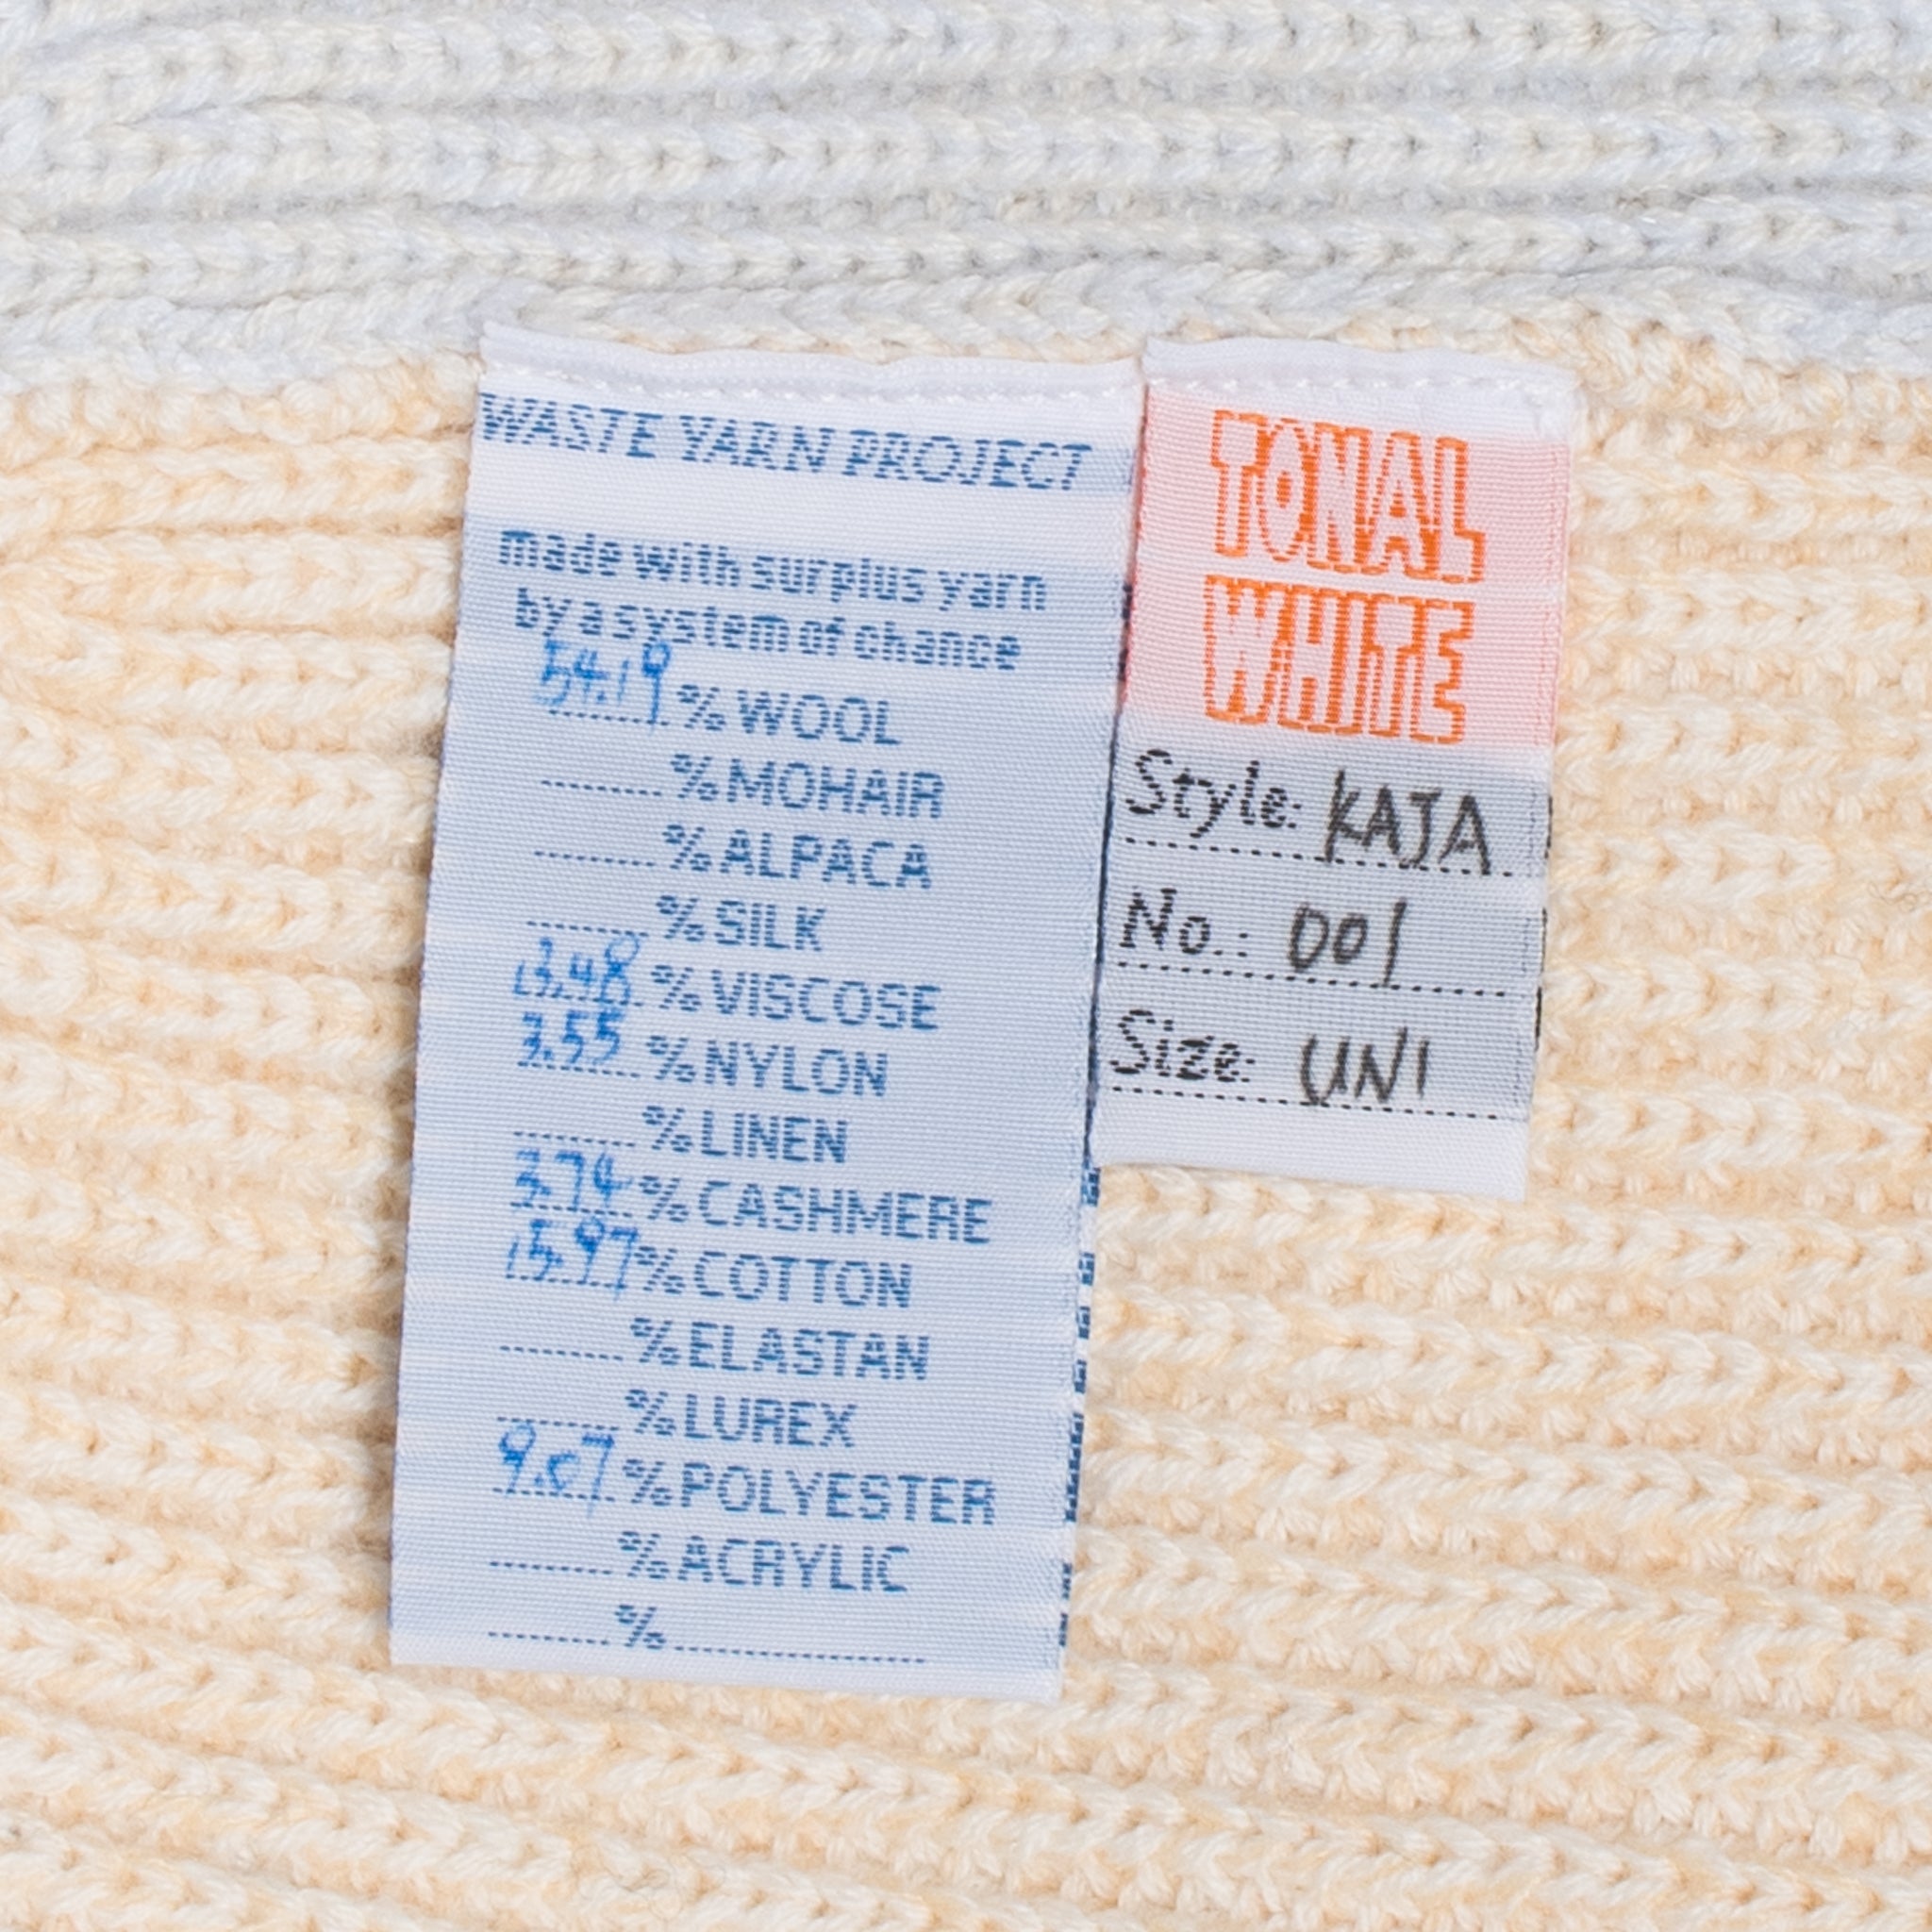 WASTE YARN PROJECT
made with surplus yarn
by a system of chance
54.19 % WOOL
% MOHAIR
% ALPACA
% SILK
13.48 % VISCOSE
3.55 % NYLON
% LINEN
3.74 % CASHMERE
15.97 % COTTON
% ELASTAN
% LUREX
9.07 % POLYESTER
% ACRYLIC
%
TONAL
WHITE
Style: KAJA
No.: 001
Size: UNI